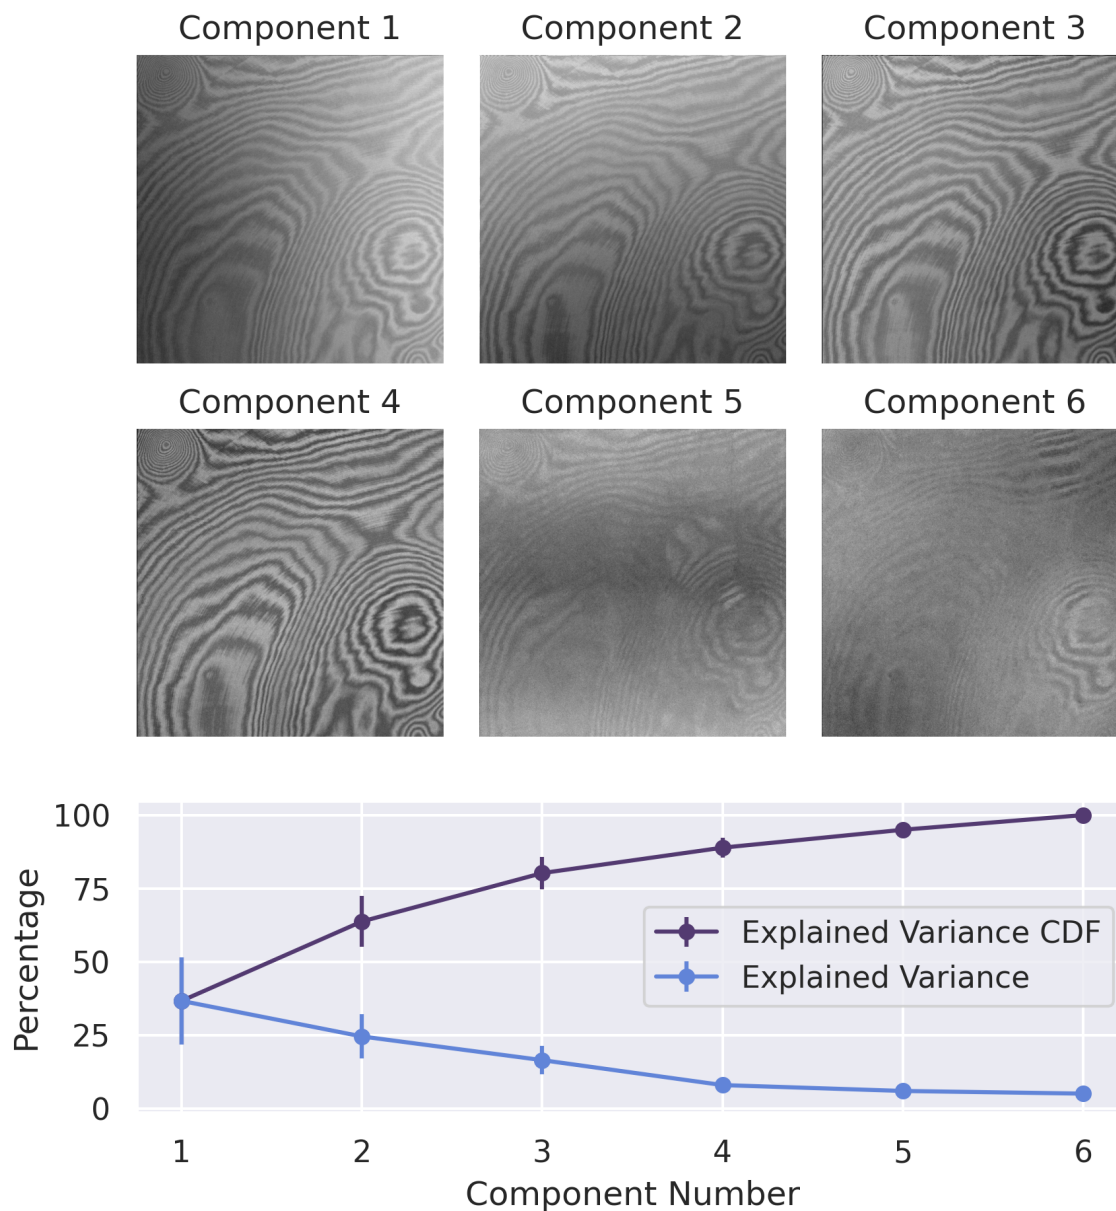 Component 1
Component 2
Component 3
Component 4
Component 5
Component 6
100
75
50
25
0
Percentage
Explained Variance CDF
Explained Variance
1
2
3
4
5
6
Component Number